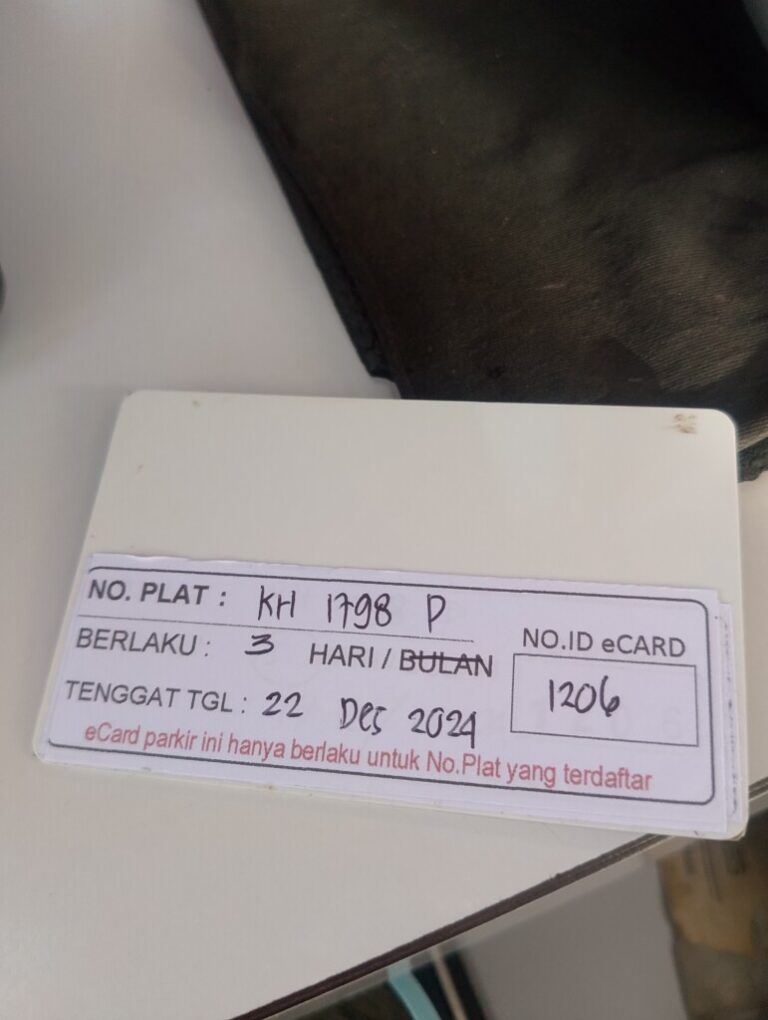 NO. PLAT : KH 1798 P
BERLAKU : 3 HARI / BULAN
NO.ID eCARD
1206
TENGGAT TGL : 22 Des 2024
eCard parkir ini hanya berlaku untuk No.Plat yang terdaftar